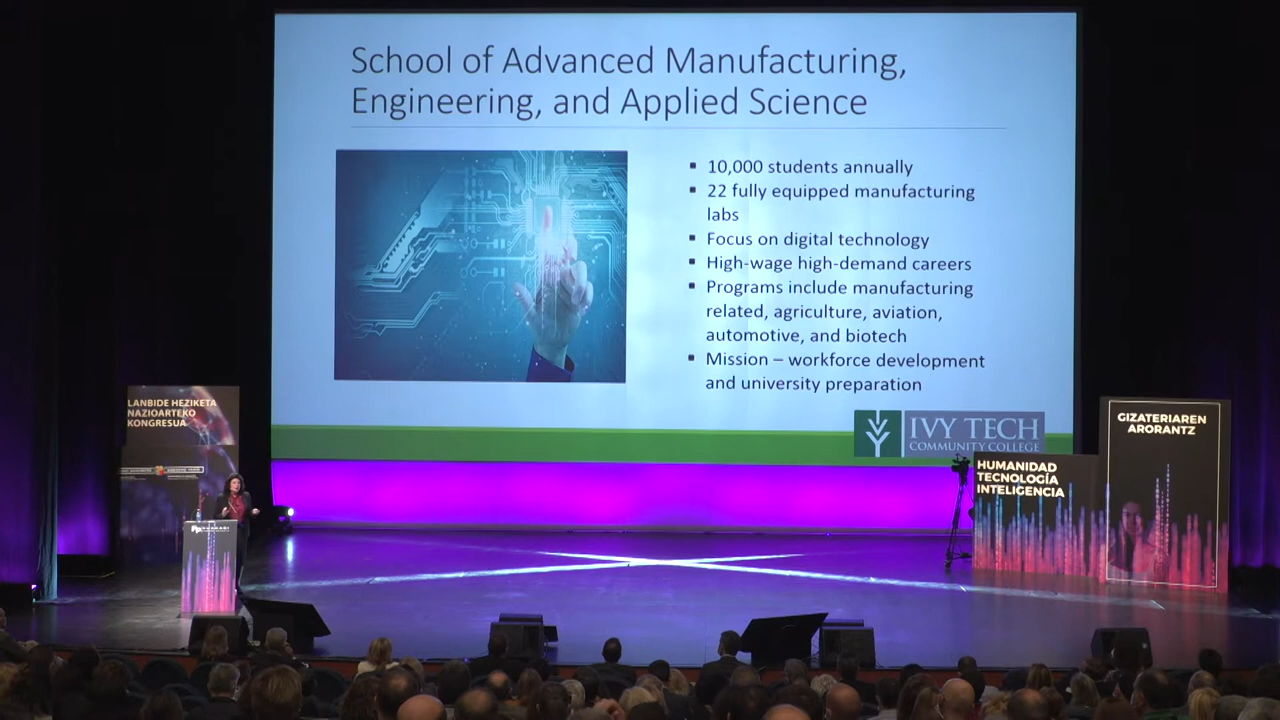 School of Advanced Manufacturing,
Engineering, and Applied Science
▪ 10,000 students annually
▪ 22 fully equipped manufacturing
labs
▪ Focus on digital technology
▪ High-wage high-demand careers
▪ Programs include manufacturing
related, agriculture, aviation,
automotive, and biotech
▪ Mission – workforce development
and university preparation
IVY TECH
COMMUNITY COLLEGE
LANBIDE HEZIKETA
NAZIOARTEKO
KONGRESUA
HUMANIDAD
TECNOLOGÍA
INTELIGENCIA
GIZATERIAREN
ARORANTZ